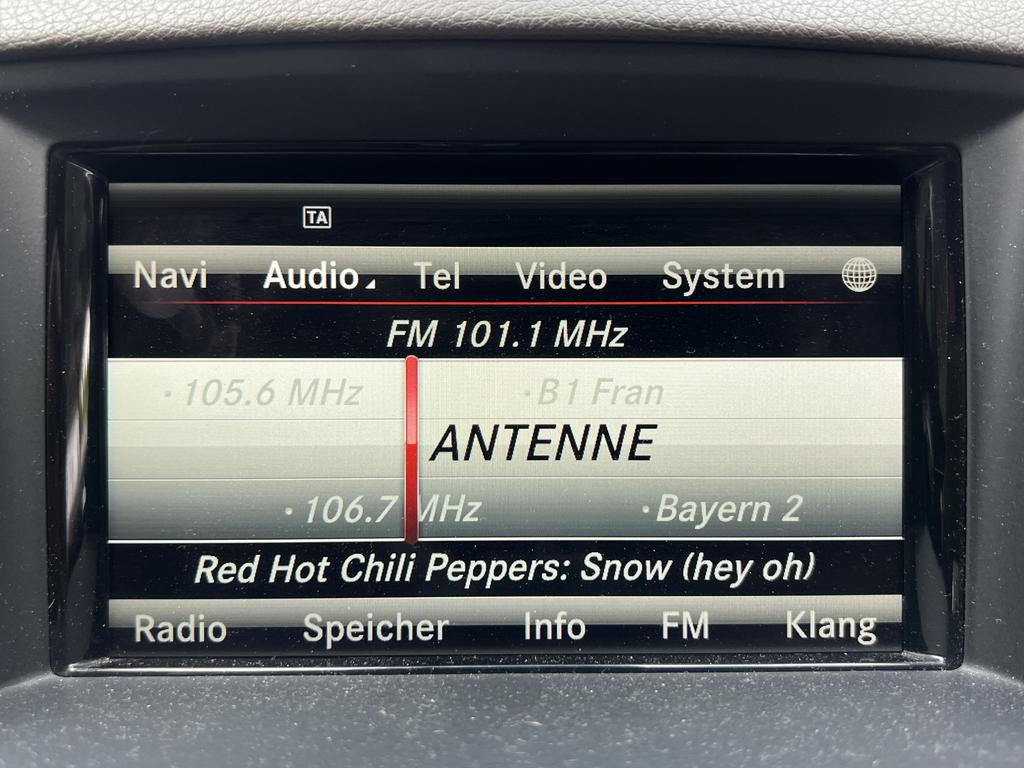 TA
Navi Audio Tel Video System
FM 101.1 MHz
·105.6 MHz ·B1 Fran
ANTENNE
·106.7 MHz ·Bayern 2
Red Hot Chili Peppers: Snow (hey oh)
Radio Speicher Info FM Klang